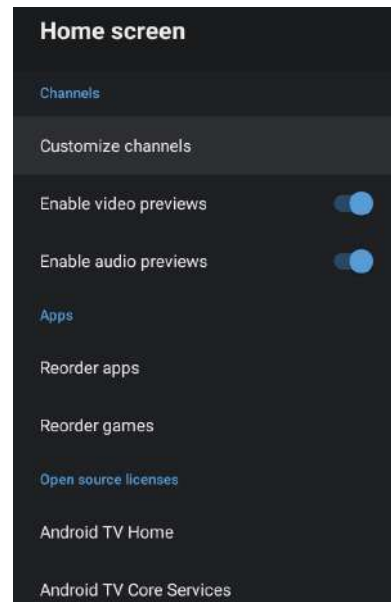 Home screen
Channels
Customize channels
Enable video previews
Enable audio previews
Apps
Reorder apps
Reorder games
Open source licenses
Android TV Home
Android TV Core Services